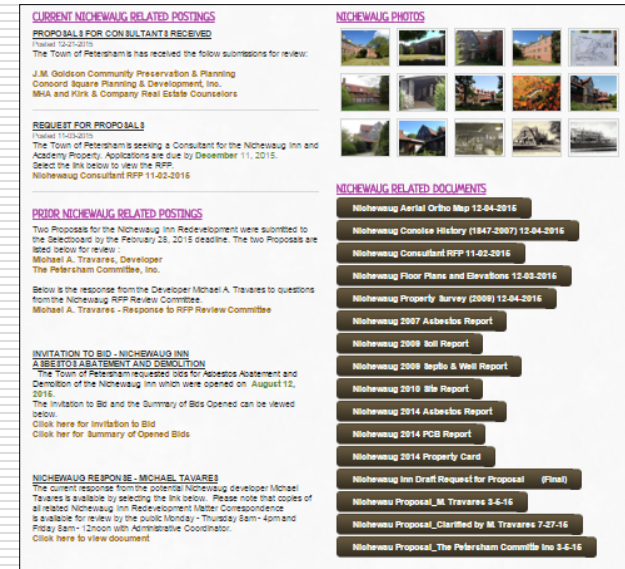 CURRENT NICHEWAUG RELATED POSTINGS
PROPOSALS FOR CONSULTANTS RECEIVED
Posted 12-21-2015
The Town of Petersham is has received the follow submissions for review:
J.M. Goldson Community Preservation & Planning
Concord Square Planning & Development, Inc.
MHA and Kirk & Company Real Estate Counselors
REQUEST FOR PROPOSALS
Posted 11-03-2015
The Town of Petersham is seeking a Consultant for the Nichewaug Inn and
Academy Property. Applications are due by December 11, 2015.
Select the link below to view the RFP.
Nichewaug Consultant RFP 11-02-2015
PRIOR NICHEWAUG RELATED POSTINGS
Two Proposals for the Nichewaug Inn Redevelopment were submitted to
the Selectboard by the February 28, 2015 deadline. The two Proposals are
listed below for review :
Michael A. Travares, Developer
The Petersham Committee, Inc.
Below is the response from the Developer Michael A. Travares to questions
from the Nichewaug RFP Review Committee.
Michael A. Travares - Response to RFP Review Committee
INVITATION TO BID - NICHEWAUG INN
ASBESTOS ABATEMENT AND DEMOLITION
The Town of Petersham requested bids for Asbestos Abatement and
Demolition of the Nichewaug Inn which were opened on August 12,
2015.
The Invitation to Bid and the Summary of Bids Opened can be viewed
below.
Click here for Invitation to Bid
Click her for Summary of Opened Bids
NICHEWAUG RESPONSE - MICHAEL TAVARES
The current response from the potential Nichewaug developer Michael
Tavares is available by selecting the link below. Please note that copies of
all related Nichewaug Inn Redevelopment Matter Correspondence
is available for review by the public Monday - Thursday 8am - 4pm and
Friday 8am - 12noon with Administrative Coordinator.
Click here to view document
NICHEWAUG PHOTOS
NICHEWAUG RELATED DOCUMENTS
Nichewaug Aerial Ortho Map 12-04-2015
Nichewaug Concise History (1847-2007) 12-04-2015
Nichewaug Consultant RFP 11-02-2015
Nichewaug Floor Plans and Elevations 12-03-2015
Nichewaug Property Survey (2009) 12-04-2015
Nichewaug 2007 Asbestos Report
Nichewaug 2009 Soil Report
Nichewaug 2009 Septic & Well Report
Nichewaug 2010 Site Report
Nichewaug 2014 Asbestos Report
Nichewaug 2014 PCB Report
Nichewaug 2014 Property Card
Nichewaug Inn Draft Request for Proposal (Final)
Nichewau Proposal_M. Travares 3-5-15
Nichewau Proposal_Clarified by M. Travares 7-27-15
Nichewau Proposal_The Petersham Committe Inc 3-5-15